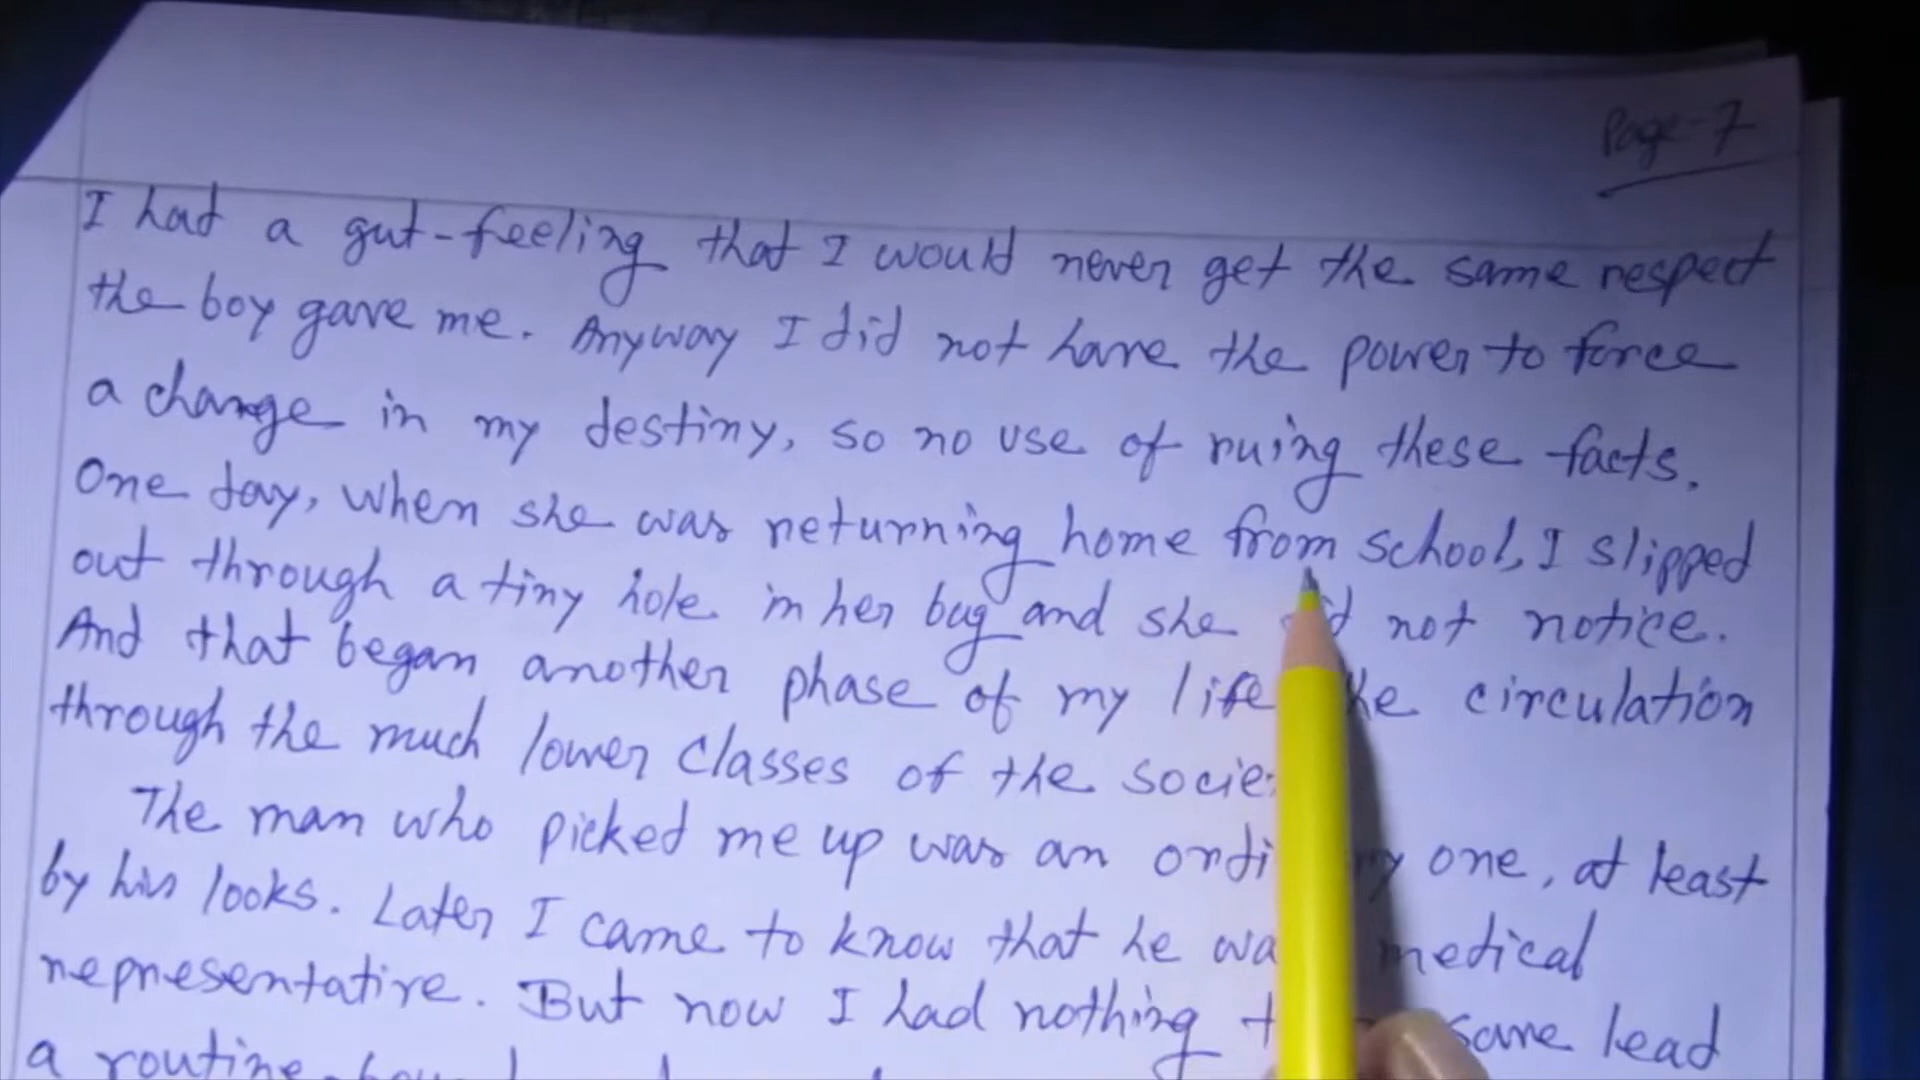 Page-7
I had a gut-feeling that I would never get the same respect
the boy gave me. Anyway I did not have the power to force
a change in my destiny, so no use of ruing these facts.
One day, when she was returning home from school, I slipped
out through a tiny hole in her bag and she not notice.
And that began another phase of my life circulation
through the much lower classes of the
The man who picked me up was an one, at least
by his looks. Later I came to know that he medical
representative. But now I had nothing save lead
a routine